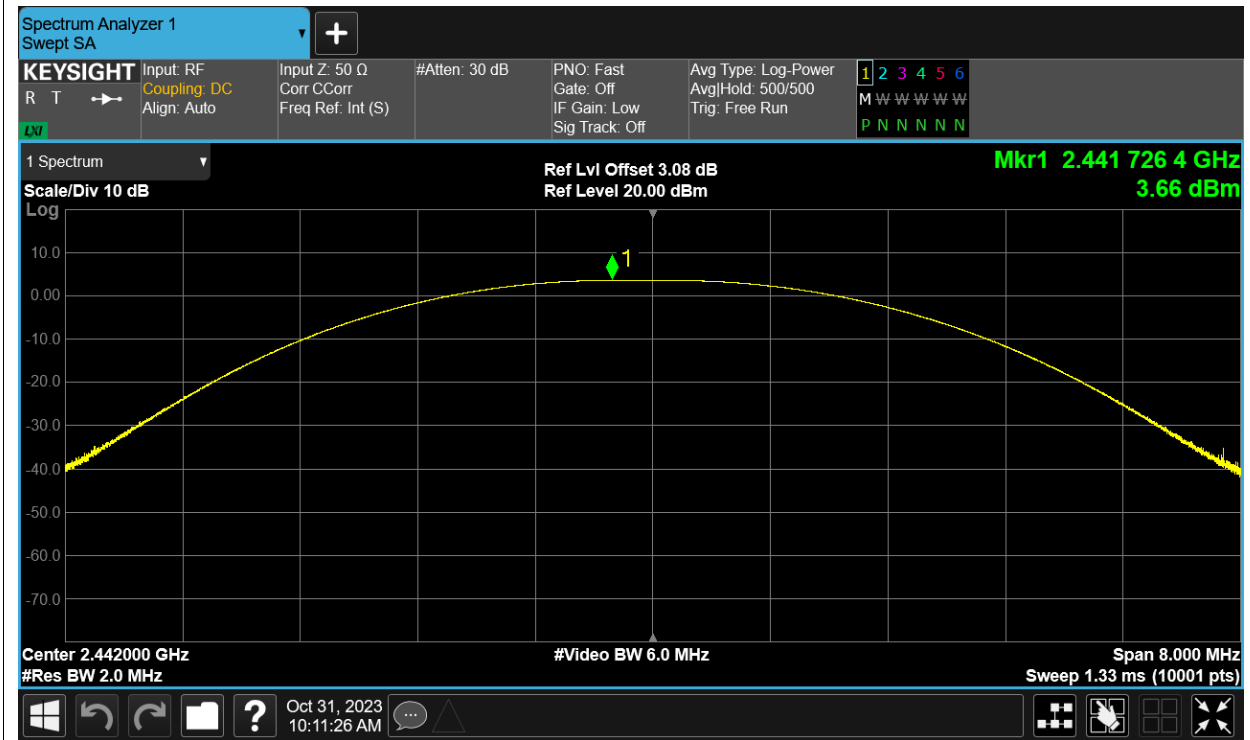 Spectrum Analyzer 1
Swept SA
KEYSIGHT
R T
LXI
Input: RF
Coupling: DC
Align: Auto
Input Z: 50 Ω
Corr CCorr
Freq Ref: Int (S)
#Atten: 30 dB
PNO: Fast
Gate: Off
IF Gain: Low
Sig Track: Off
Avg Type: Log-Power
Avg|Hold: 500/500
Trig: Free Run
1 2 3 4 5 6
M W W W W W
P N N N N N
1 Spectrum
Scale/Div 10 dB
Log
Ref Lvl Offset 3.08 dB
Ref Level 20.00 dBm
Mkr1 2.441 726 4 GHz
3.66 dBm
1
10.0
0.00
-10.0
-20.0
-30.0
-40.0
-50.0
-60.0
-70.0
Center 2.442000 GHz
#Res BW 2.0 MHz
#Video BW 6.0 MHz
Span 8.000 MHz
Sweep 1.33 ms (10001 pts)
?
Oct 31, 2023
10:11:26 AM